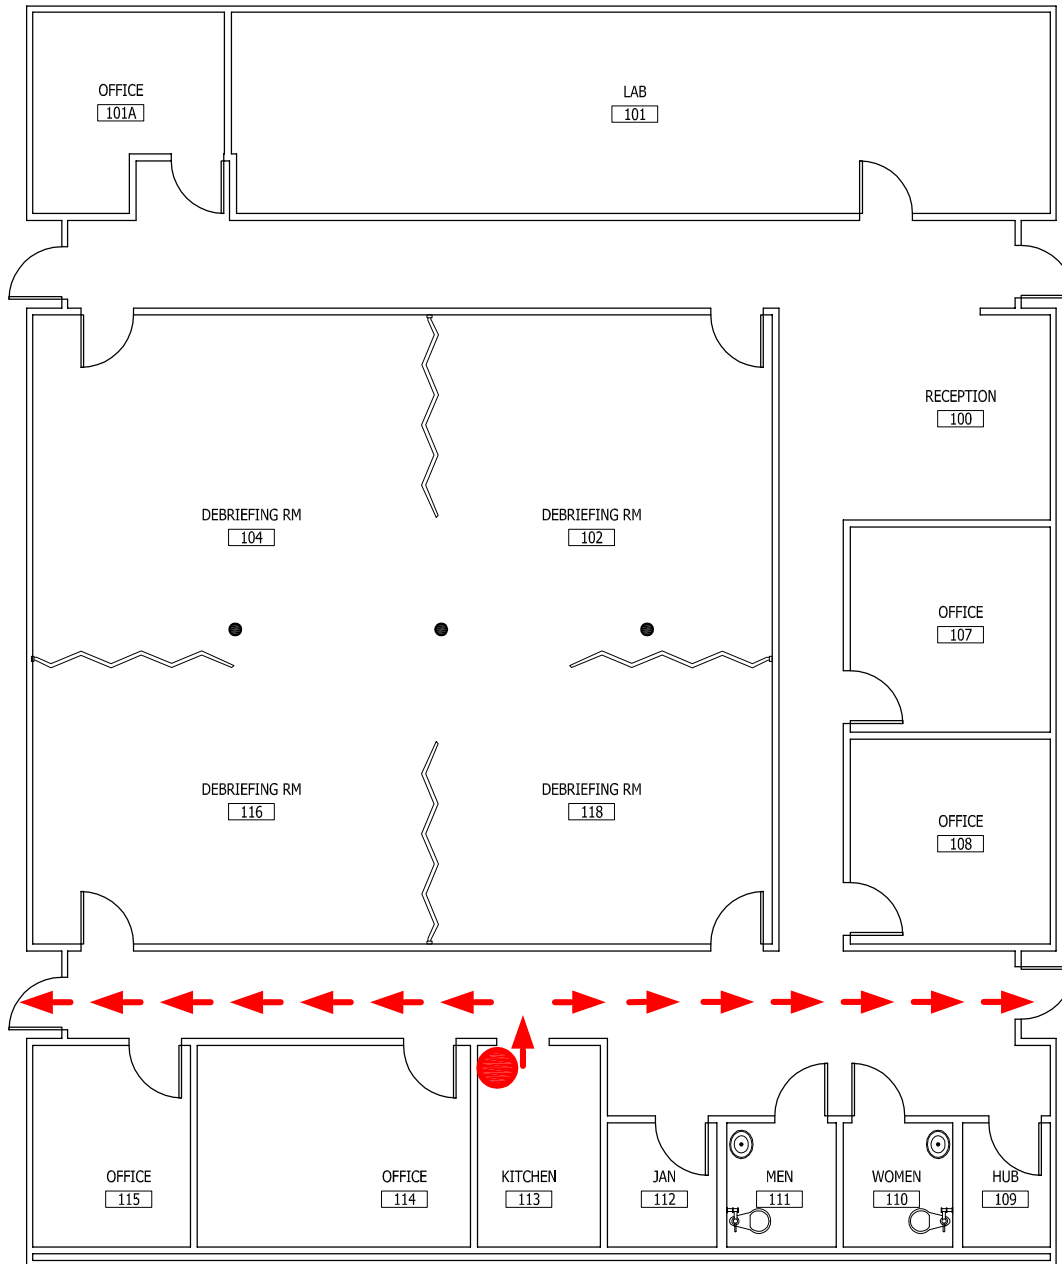 OFFICE
101A
LAB
101
RECEPTION
100
DEBRIEFING RM
104
DEBRIEFING RM
102
OFFICE
107
DEBRIEFING RM
116
DEBRIEFING RM
118
OFFICE
108
OFFICE
115
OFFICE
114
KITCHEN
113
JAN
112
MEN
111
WOMEN
110
HUB
109